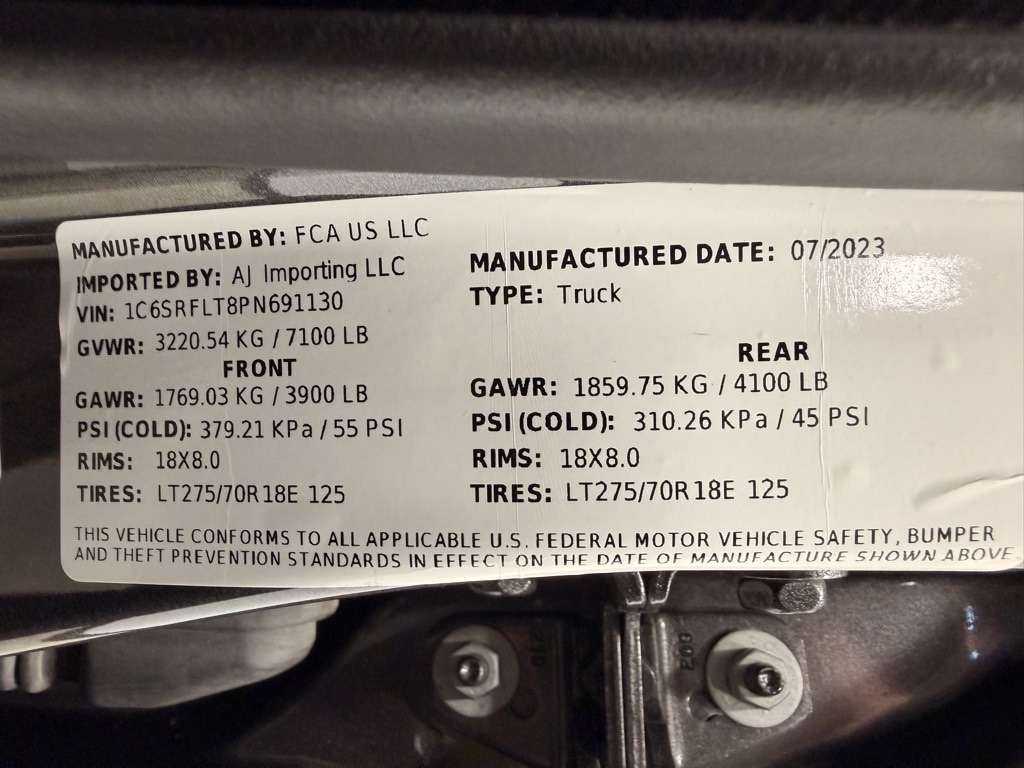 MANUFACTURED BY: FCA US LLC
IMPORTED BY: AJ Importing LLC
VIN: 1C6SRFLT8PN691130
GVWR: 3220.54 KG / 7100 LB
FRONT
GAWR: 1769.03 KG / 3900 LB
PSI (COLD): 379.21 KPa / 55 PSI
RIMS: 18X8.0
TIRES: LT275/70R18E 125
MANUFACTURED DATE: 07/2023
TYPE: Truck
REAR
GAWR: 1859.75 KG / 4100 LB
PSI (COLD): 310.26 KPa / 45 PSI
RIMS: 18X8.0
TIRES: LT275/70R18E 125
THIS VEHICLE CONFORMS TO ALL APPLICABLE U.S. FEDERAL MOTOR VEHICLE SAFETY, BUMPER
AND THEFT PREVENTION STANDARDS IN EFFECT ON THE DATE OF MANUFACTURE SHOWN ABOVE